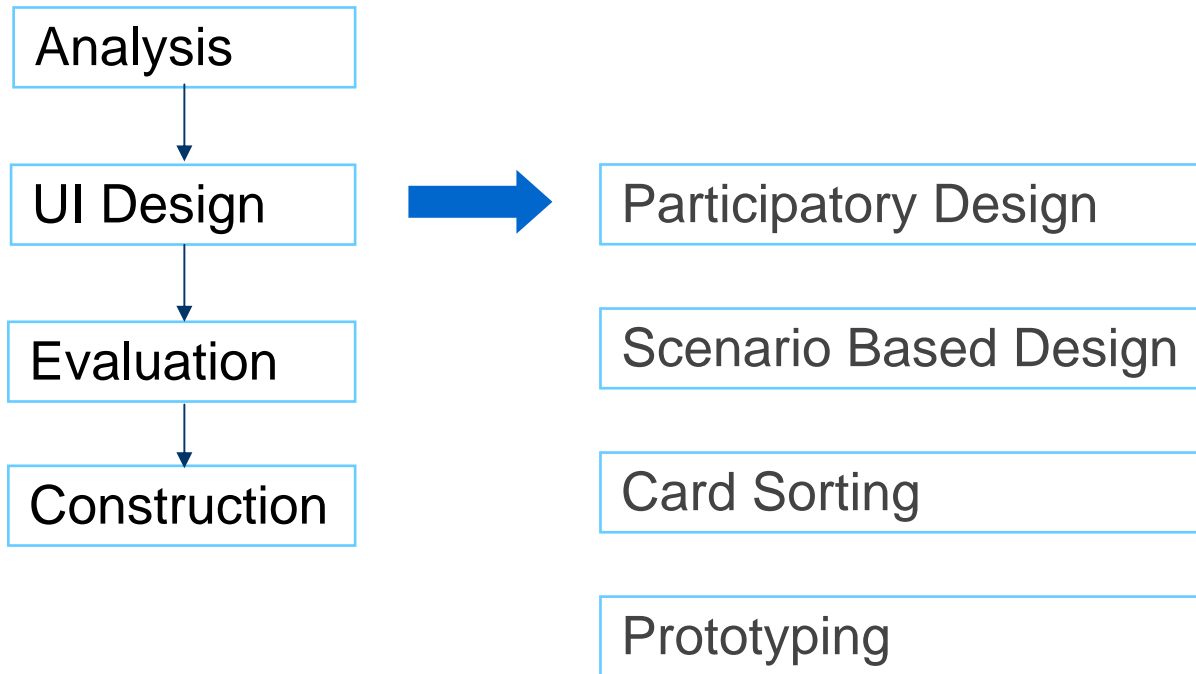 Analysis
UI Design
Evaluation
Construction
Participatory Design
Scenario Based Design
Card Sorting
Prototyping